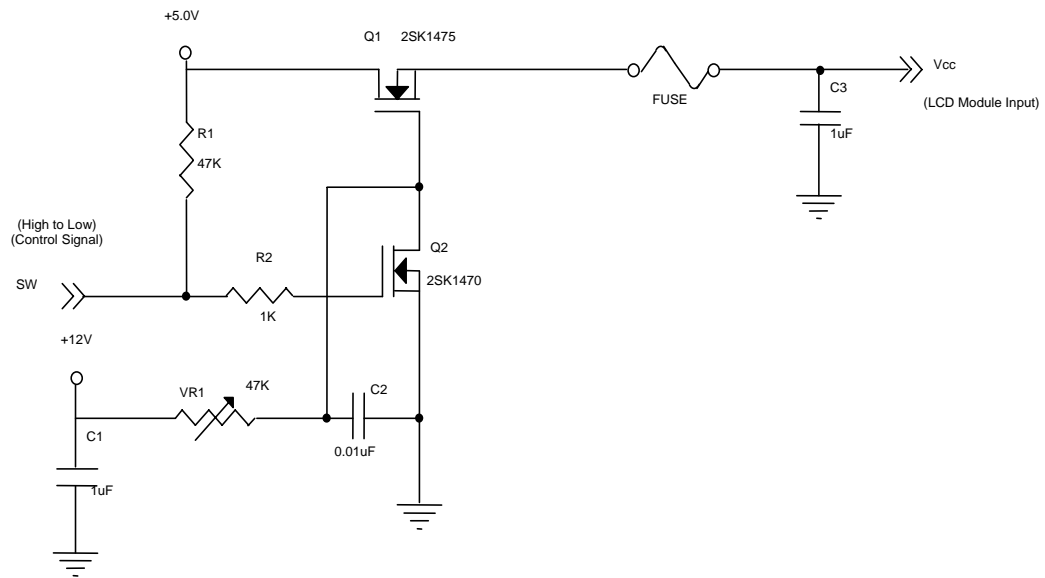 +5.0V
Q1
2SK1475
Vcc
FUSE
C3
(LCD Module Input)
R1
1uF
47K
(High to Low)
(Control Signal)
Q2
R2
SW
2SK1470
1K
+12V
VR1
47K
C2
C1
0.01uF
1uF